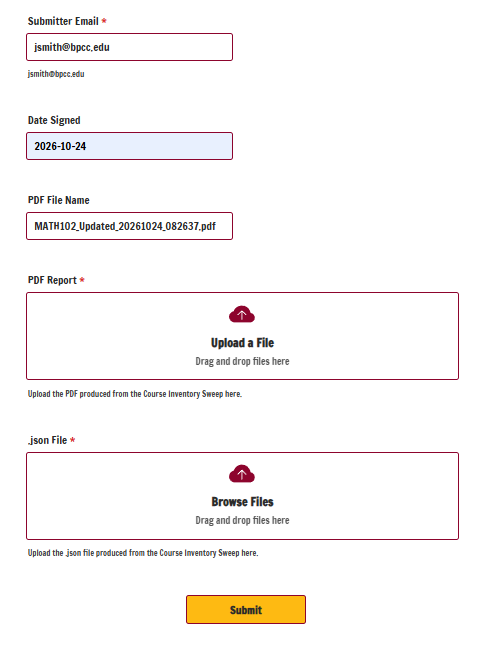 Submitter Email *
jsmith@bpcc.edu
jsmith@bpcc.edu
Date Signed
2026-10-24
PDF File Name
MATH102_Updated_20261024_082637.pdf
PDF Report *
Upload a File
Drag and drop files here
Upload the PDF produced from the Course Inventory Sweep here.
.json File *
Browse Files
Drag and drop files here
Upload the .json file produced from the Course Inventory Sweep here.
Submit